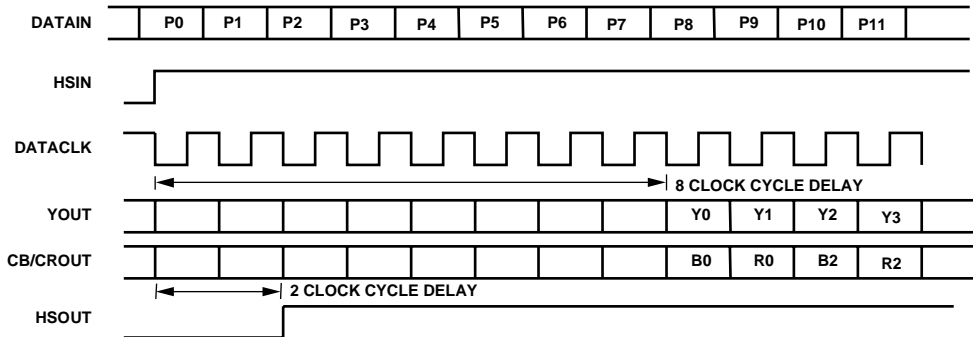 DATAIN P0 P1 P2 P3 P4 P5 P6 P7 P8 P9 P10 P11
HSIN
DATACLK
8 CLOCK CYCLE DELAY
YOUT Y0 Y1 Y2 Y3
CB/CROUT B0 R0 B2 R2
2 CLOCK CYCLE DELAY
HSOUT